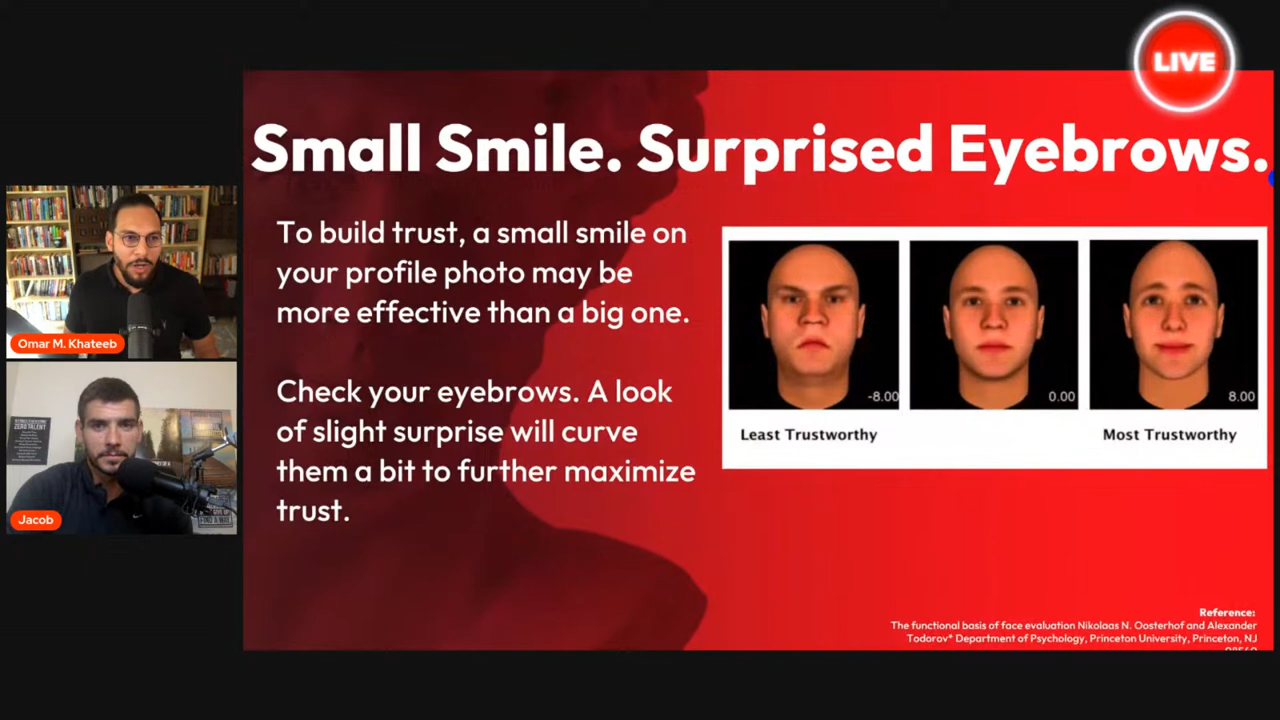 LIVE
Small Smile. Surprised Eyebrows.
To build trust, a small smile on
your profile photo may be
more effective than a big one.
Check your eyebrows. A look
of slight surprise will curve
them a bit to further maximize
trust.
-8.00
0.00
8.00
Least Trustworthy
Most Trustworthy
Omar M. Khateeb
ZERO TALENT
Jacob
Reference:
The functional basis of face evaluation Nikolaas N. Oosterhof and Alexander
Todorov* Department of Psychology, Princeton University, Princeton, NJ